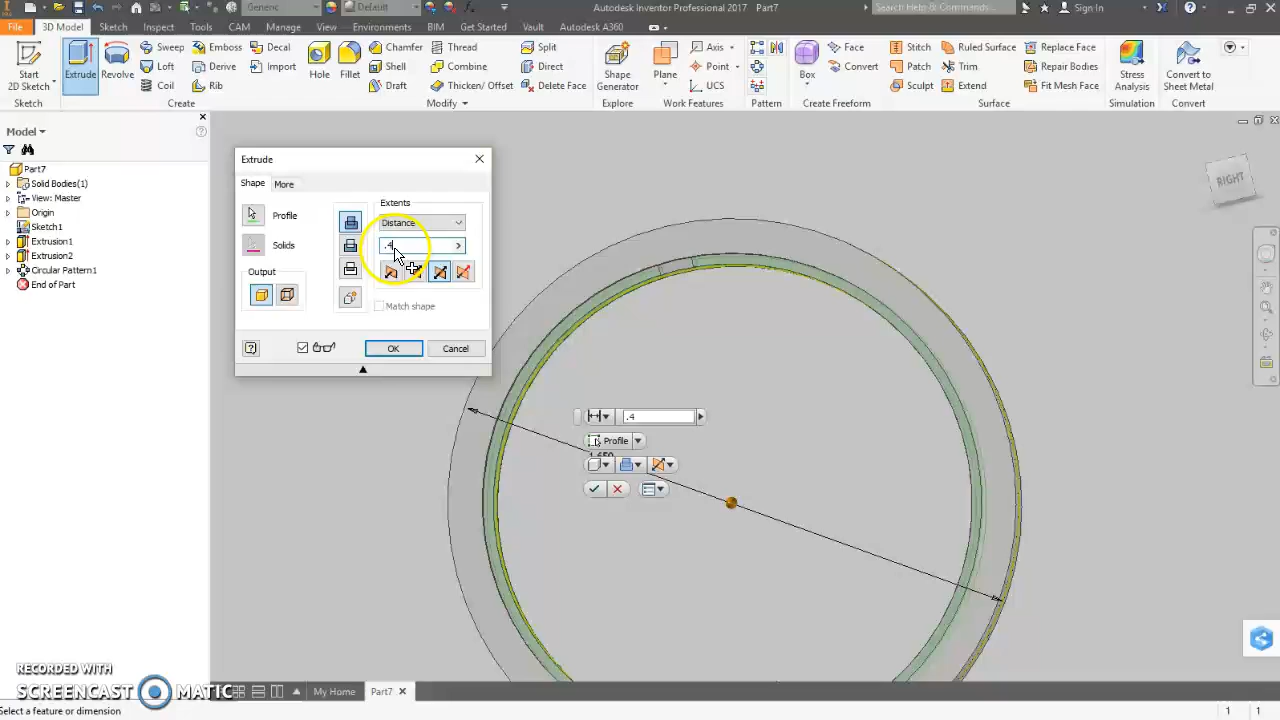 Generic
Default
Autodesk Inventor Professional 2017 Part7
Search Help & Commands...
Sign In
File
3D Model
Sketch
Inspect
Tools
CAM
Manage
View
Environments
BIM
Get Started
Vault
Autodesk A360
Start
2D Sketch
Extrude
Revolve
Sweep
Emboss
Decal
Loft
Derive
Import
Coil
Rib
Hole
Fillet
Chamfer
Thread
Split
Shell
Combine
Direct
Draft
Thicken/ Offset
Delete Face
Shape
Generator
Plane
Axis
Point
UCS
Box
Face
Convert
Stitch
Ruled Surface
Replace Face
Patch
Trim
Repair Bodies
Sculpt
Extend
Fit Mesh Face
Stress
Analysis
Convert to
Sheet Metal
Sketch
Create
Modify
Explore
Work Features
Pattern
Create Freeform
Surface
Simulation
Convert
Model
Part7
Solid Bodies(1)
View: Master
Origin
Sketch1
Extrusion1
Extrusion2
Circular Pattern1
End of Part
Extrude
Shape
More
Profile
Solids
Output
Extents
Distance
.4
Match shape
OK
Cancel
RIGHT
.4
Profile
1.650
RECORDED WITH
SCREENCAST MATIC
My Home
Part7
Select a feature or dimension
1 1